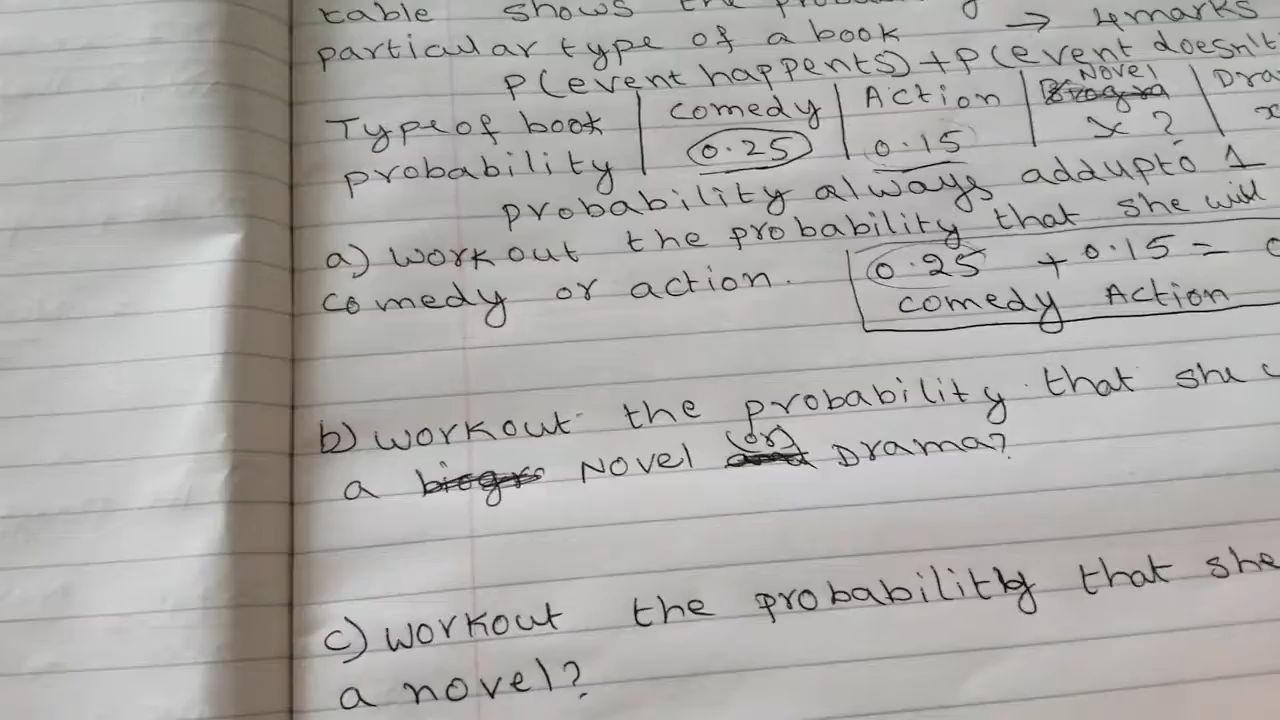 table shows the
particular type of a book → 4marks
P(event happents) + P(event doesn't
Type of book | comedy | Action | Novel | Dra
probability | 0.25 | 0.15 | x ? | x
probability always addupto 1
a) workout the probability that she will
comedy or action.
0.25 + 0.15 =
comedy Action
b) workout the probability that she
a Novel (or) Drama?
c) workout the probability that she
a novel?